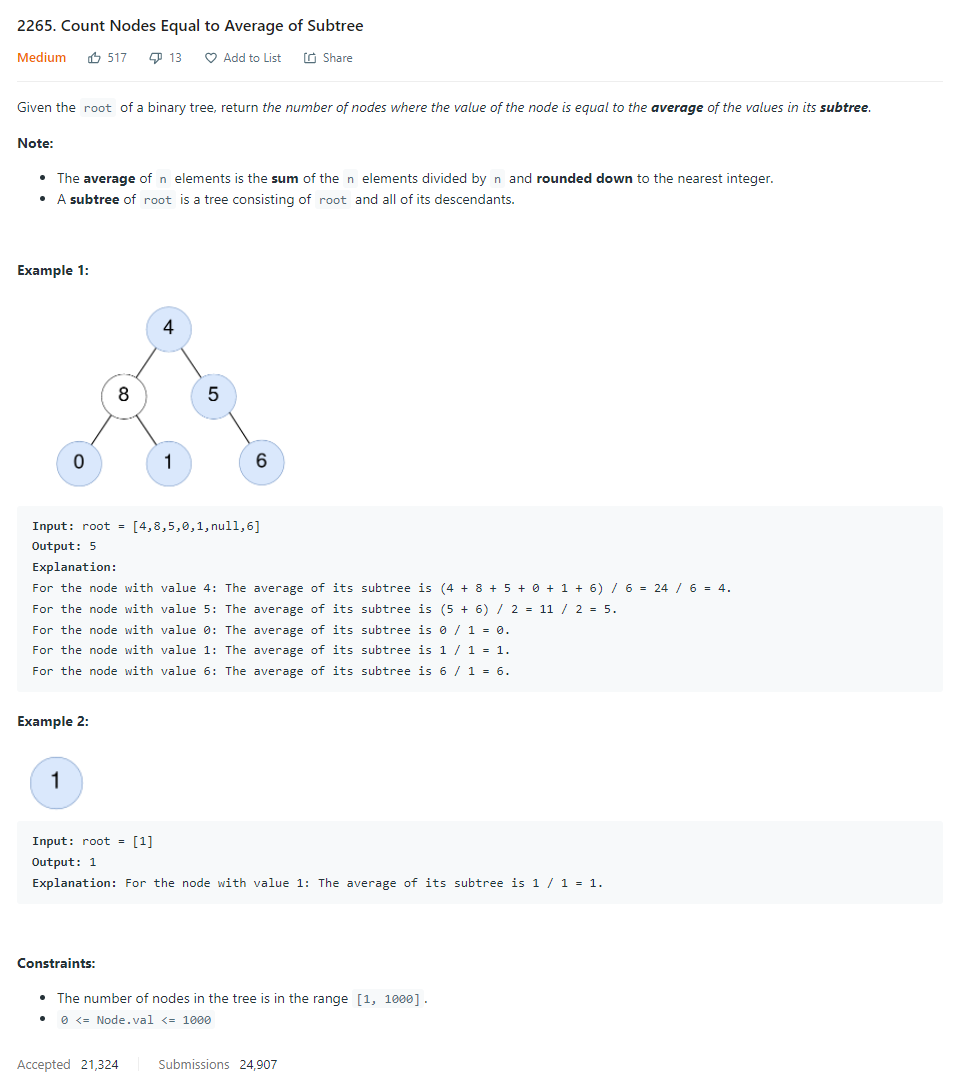 2265. Count Nodes Equal to Average of Subtree
Medium 517 13 Add to List Share
Given the root of a binary tree, return the number of nodes where the value of the node is equal to the average of the values in its subtree.
Note:
• The average of n elements is the sum of the n elements divided by n and rounded down to the nearest integer.
• A subtree of root is a tree consisting of root and all of its descendants.
Example 1:
4
8 5
0 1 6
Input: root = [4,8,5,0,1,null,6]
Output: 5
Explanation:
For the node with value 4: The average of its subtree is (4 + 8 + 5 + 0 + 1 + 6) / 6 = 24 / 6 = 4.
For the node with value 5: The average of its subtree is (5 + 6) / 2 = 11 / 2 = 5.
For the node with value 0: The average of its subtree is 0 / 1 = 0.
For the node with value 1: The average of its subtree is 1 / 1 = 1.
For the node with value 6: The average of its subtree is 6 / 1 = 6.
Example 2:
1
Input: root = [1]
Output: 1
Explanation: For the node with value 1: The average of its subtree is 1 / 1 = 1.
Constraints:
• The number of nodes in the tree is in the range [1, 1000].
• 0 <= Node.val <= 1000
Accepted 21,324 Submissions 24,907